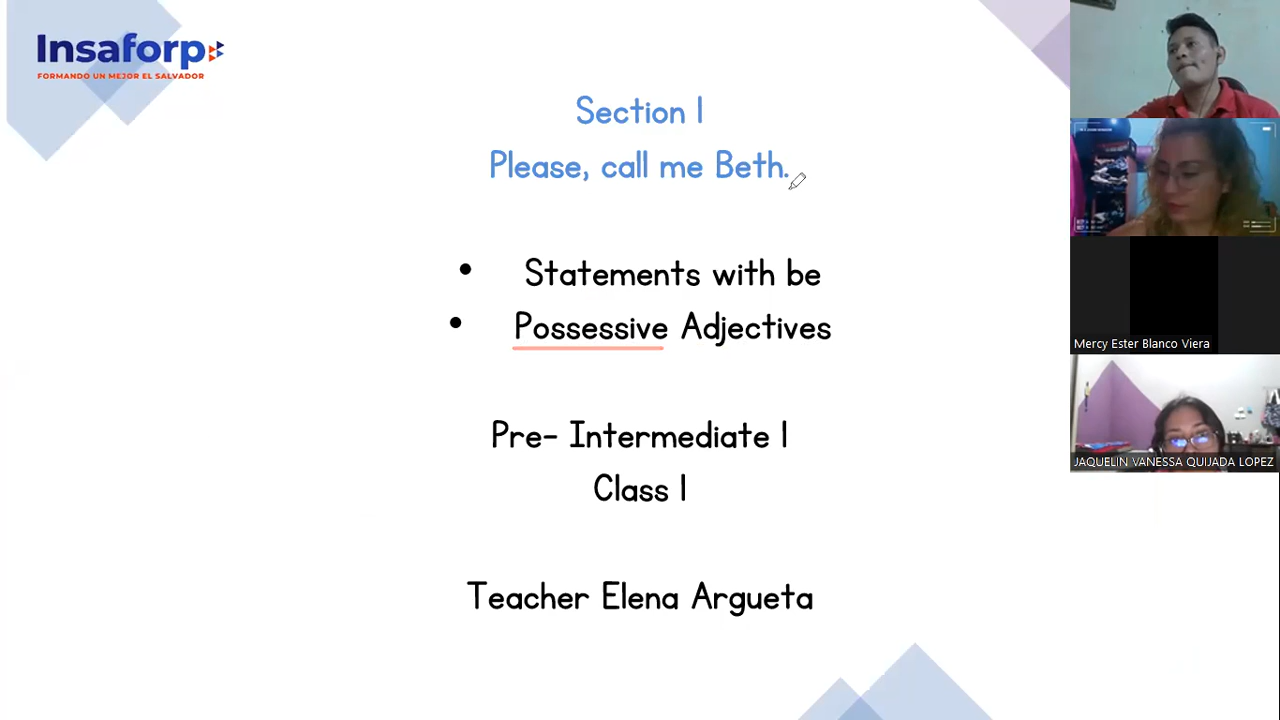 Insaforp
FORMANDO UN MEJOR EL SALVADOR
Section 1
Please, call me Beth.
• Statements with be
• Possessive Adjectives
Pre- Intermediate 1
Class 1
Teacher Elena Argueta
Mercy Ester Blanco Viera
JAQUELIN VANESSA QUIJADA LOPEZ